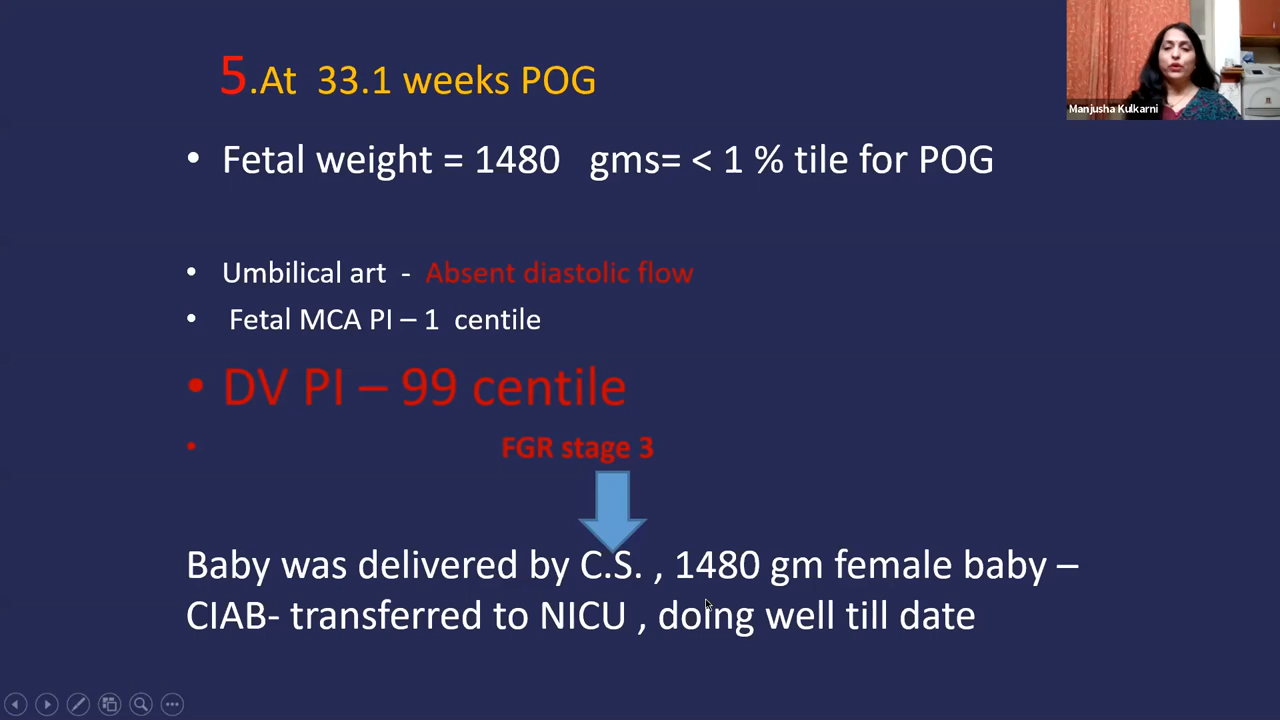 5.At 33.1 weeks POG
Manjusha Kulkarni
• Fetal weight = 1480 gms= < 1 % tile for POG
• Umbilical art - Absent diastolic flow
• Fetal MCA PI – 1 centile
• DV PI – 99 centile
• FGR stage 3
Baby was delivered by C.S. , 1480 gm female baby –
CIAB- transferred to NICU , doing well till date